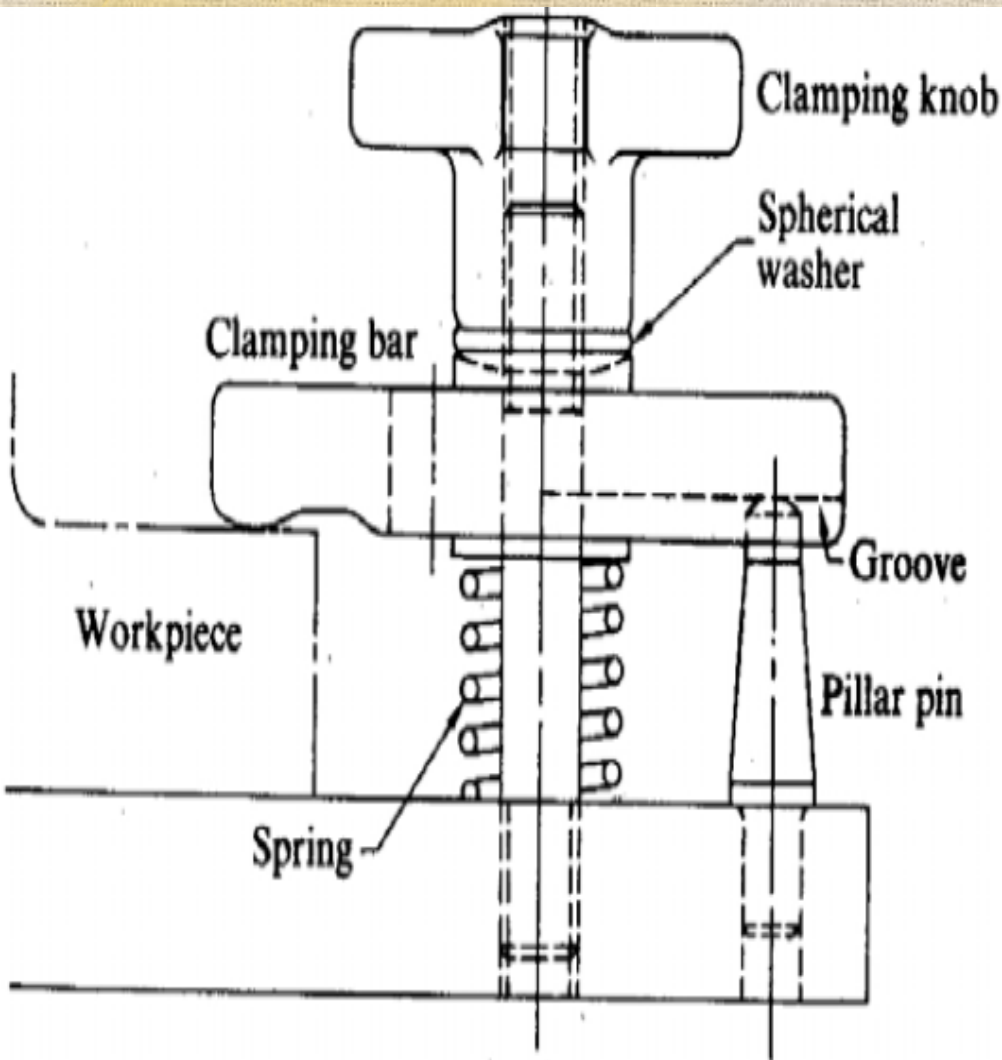 Clamping knob
Spherical
washer
Clamping bar
Groove
Workpiece
Pillar pin
Spring